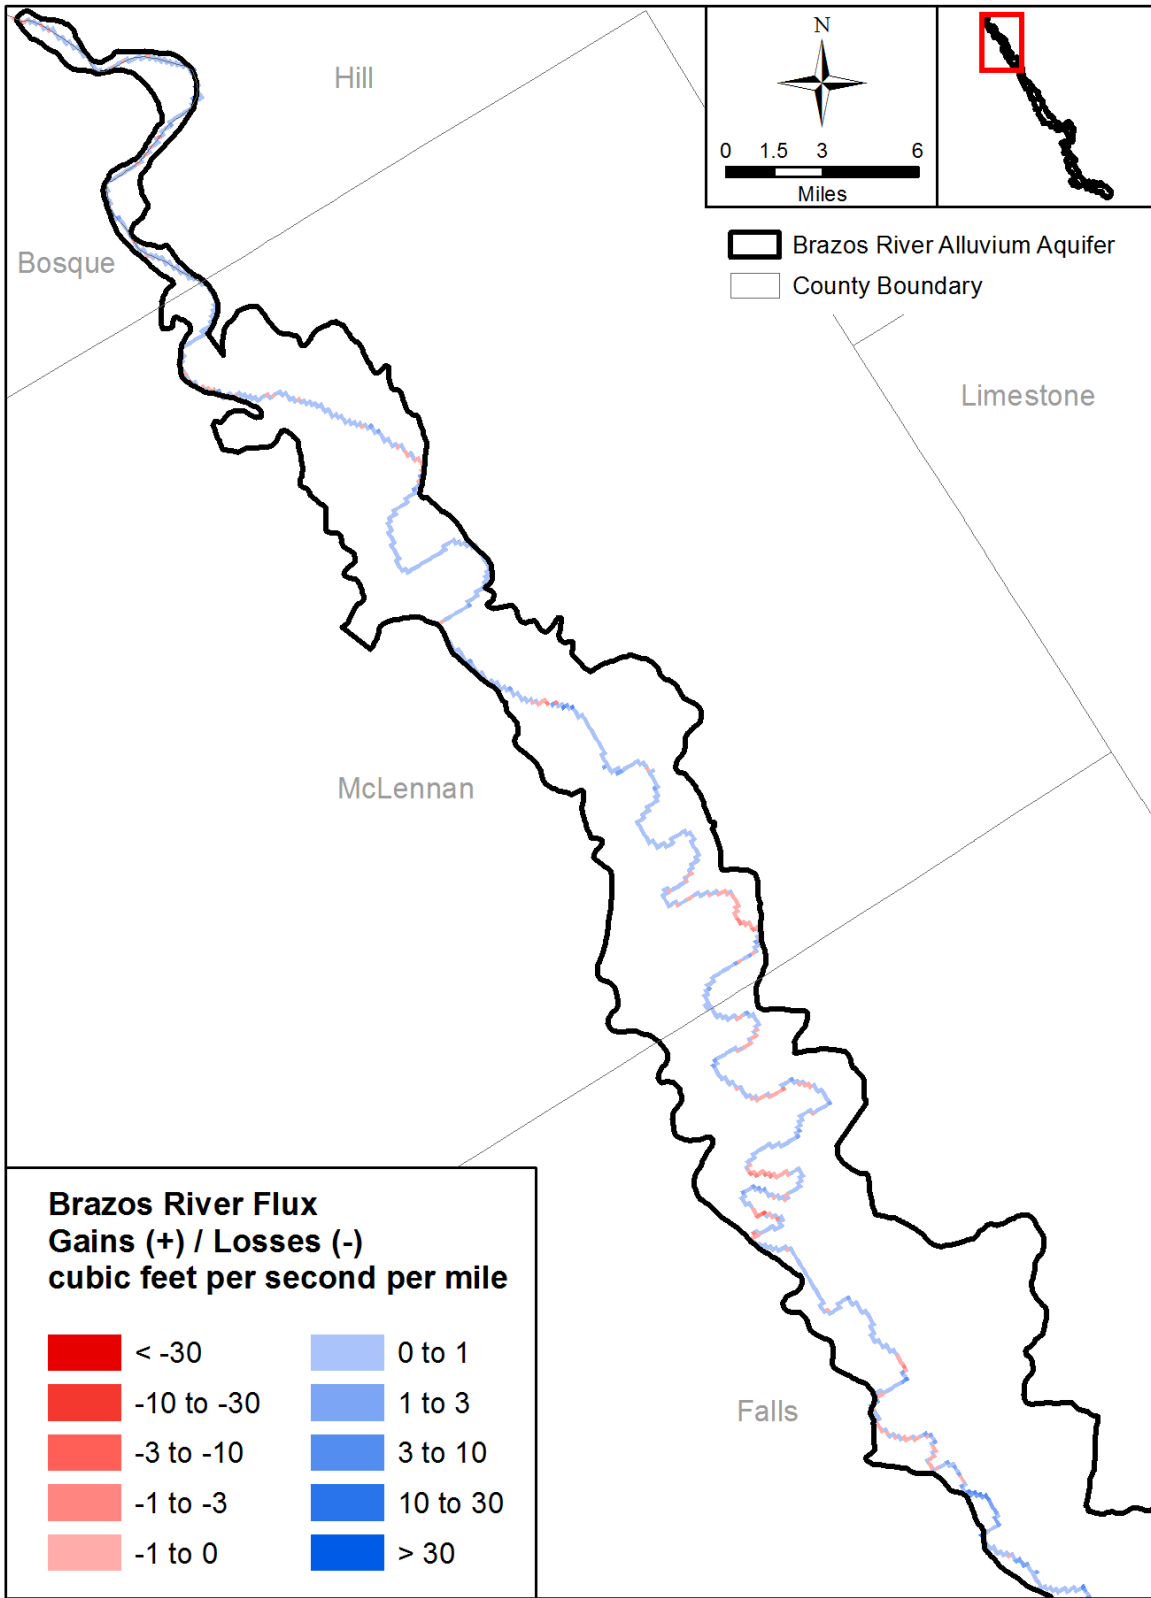 Hill
N
0 1.5 3 6
Miles
Brazos River Alluvium Aquifer
County Boundary
Bosque
Limestone
McLennan
Falls
Brazos River Flux
Gains (+) / Losses (-)
cubic feet per second per mile
< -30
-10 to -30
-3 to -10
-1 to -3
-1 to 0
0 to 1
1 to 3
3 to 10
10 to 30
> 30